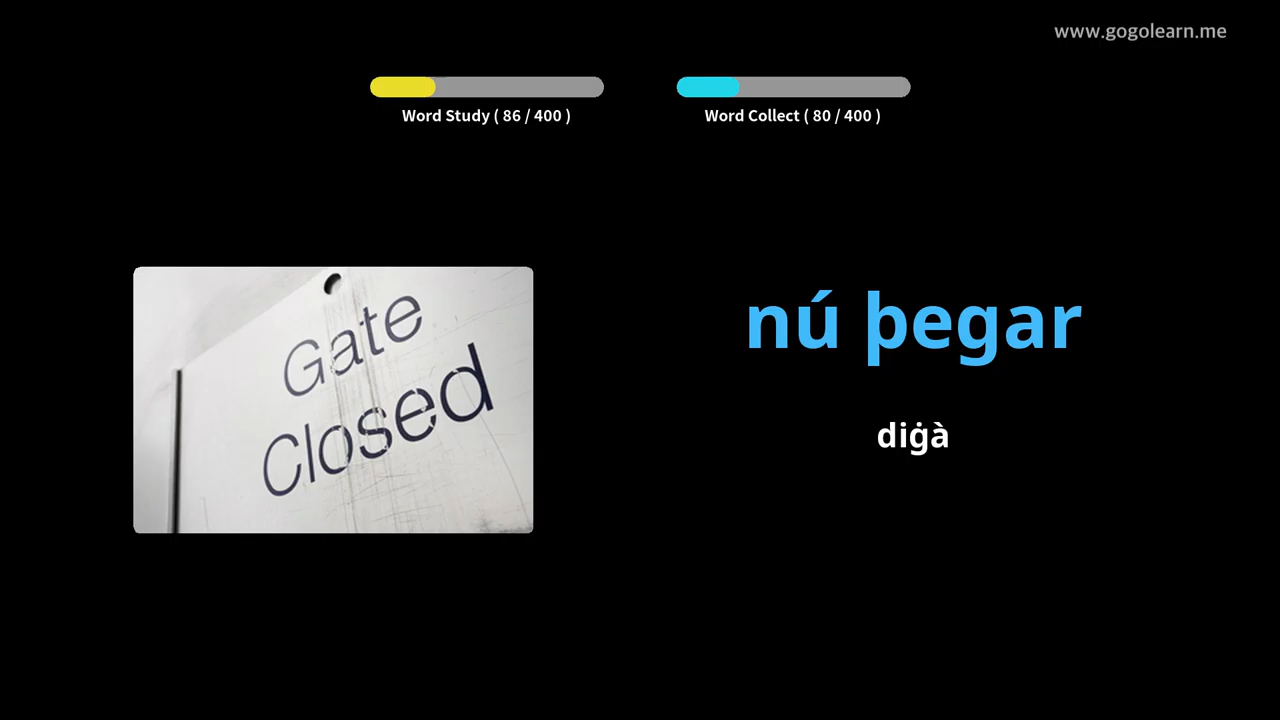 www.gogolearn.me
Word Study ( 86 / 400 )
Word Collect ( 80 / 400 )
Gate
Closed
nú þegar
diġà